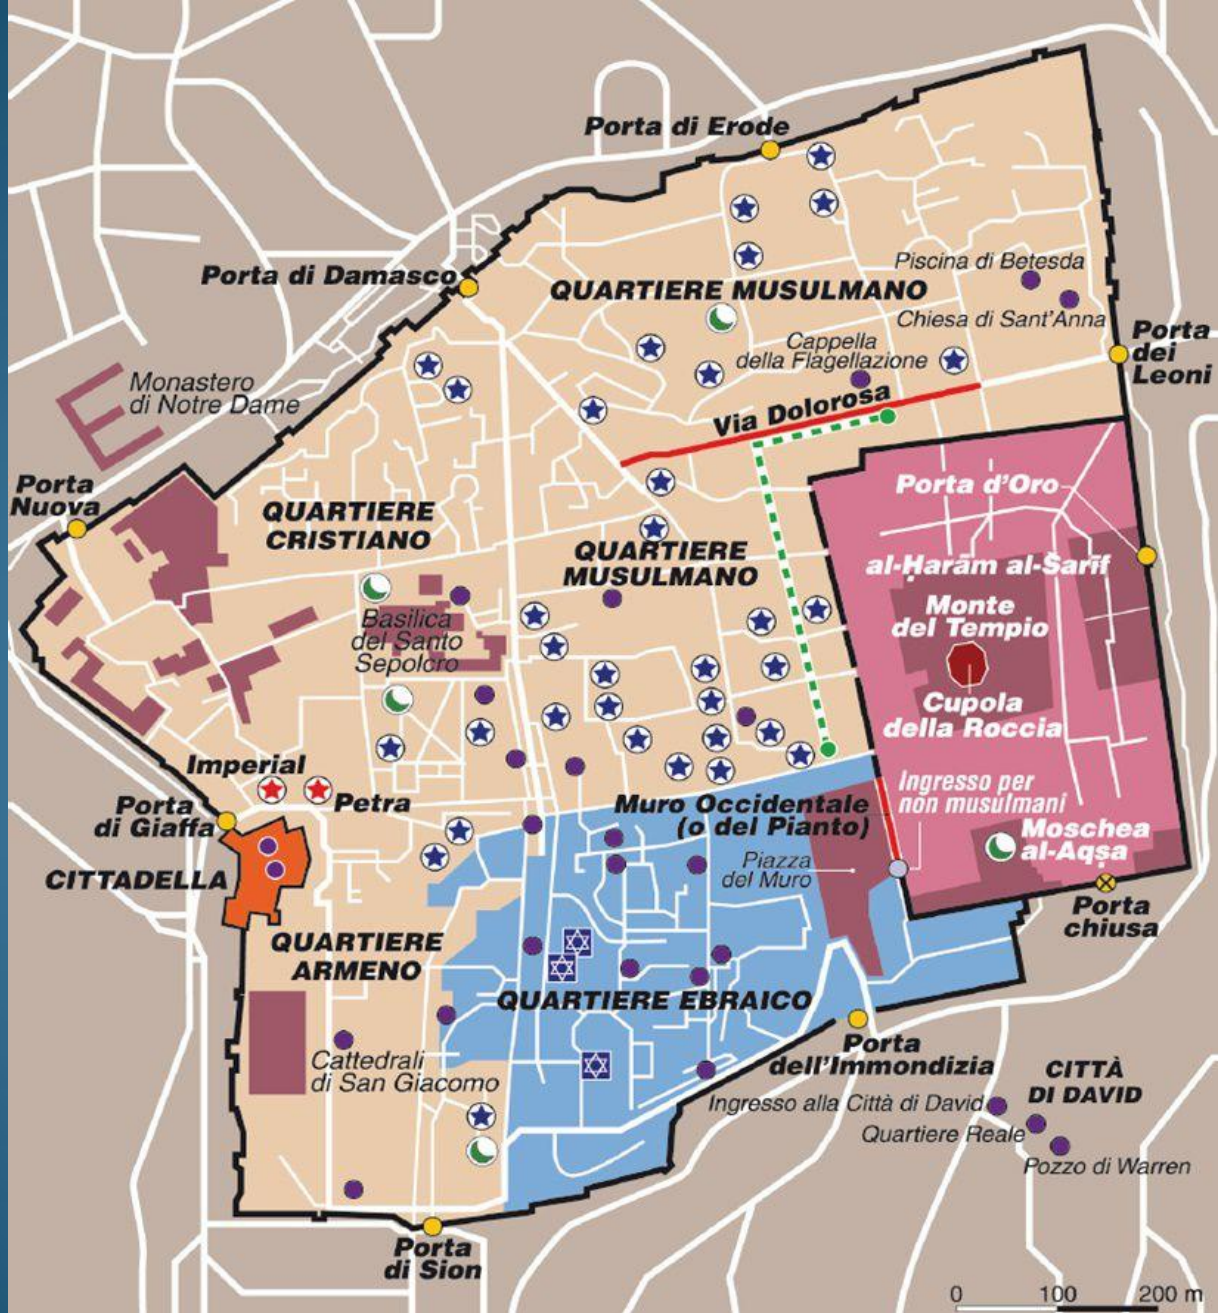 Porta di Erode
Piscina di Betesda
Porta di Damasco
QUARTIERE MUSULMANO
Chiesa di Sant'Anna
Porta
dei
Leoni
Cappella
della Flagellazione
Monastero
di Notre Dame
Via Dolorosa
Porta
Nuova
Porta d'Oro
QUARTIERE
CRISTIANO
QUARTIERE
MUSULMANO
al-Ḥarām al-Šarīf
Monte
del Tempio
Basilica
del Santo
Sepolcro
Cupola
della Roccia
Imperial
Petra
Ingresso per
non musulmani
Porta
di Giaffa
Muro Occidentale
(o del Pianto)
Moschea
al-Aqṣa
Piazza
del Muro
CITTADELLA
Porta
chiusa
QUARTIERE
ARMENO
QUARTIERE EBRAICO
Porta
dell'Immondizia
Cattedrali
di San Giacomo
CITTÀ
DI DAVID
Ingresso alla Città di David
Quartiere Reale
Pozzo di Warren
Porta
di Sion
0 100 200 m